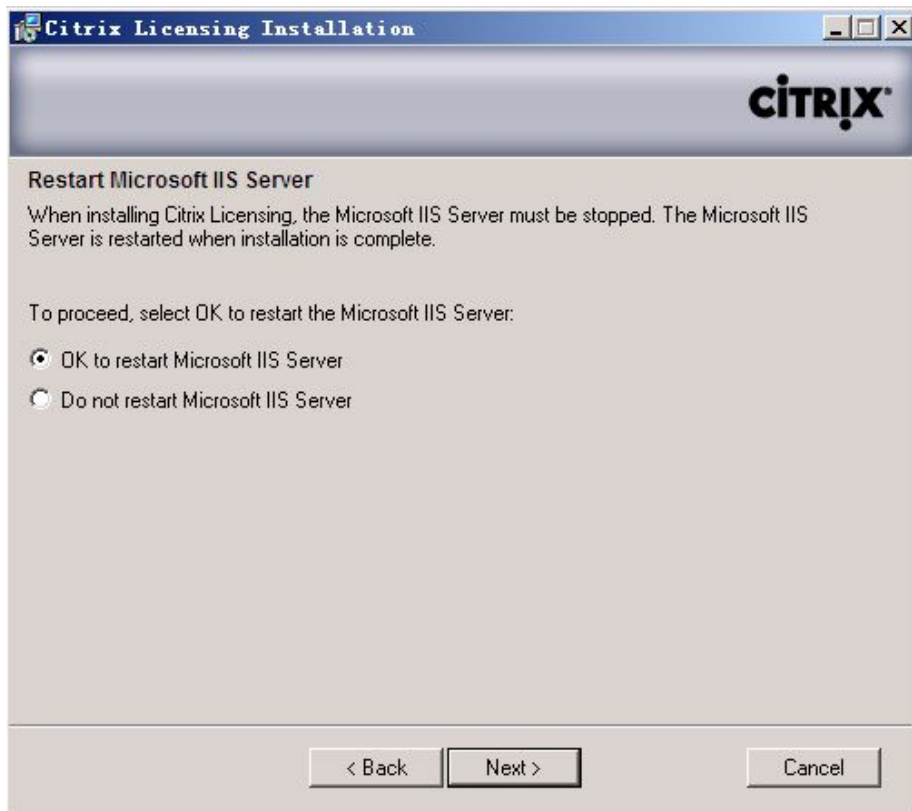 Citrix Licensing Installation
CITRIX
Restart Microsoft IIS Server
When installing Citrix Licensing, the Microsoft IIS Server must be stopped. The Microsoft IIS
Server is restarted when installation is complete.
To proceed, select OK to restart the Microsoft IIS Server:
OK to restart Microsoft IIS Server
Do not restart Microsoft IIS Server
< Back
Next >
Cancel